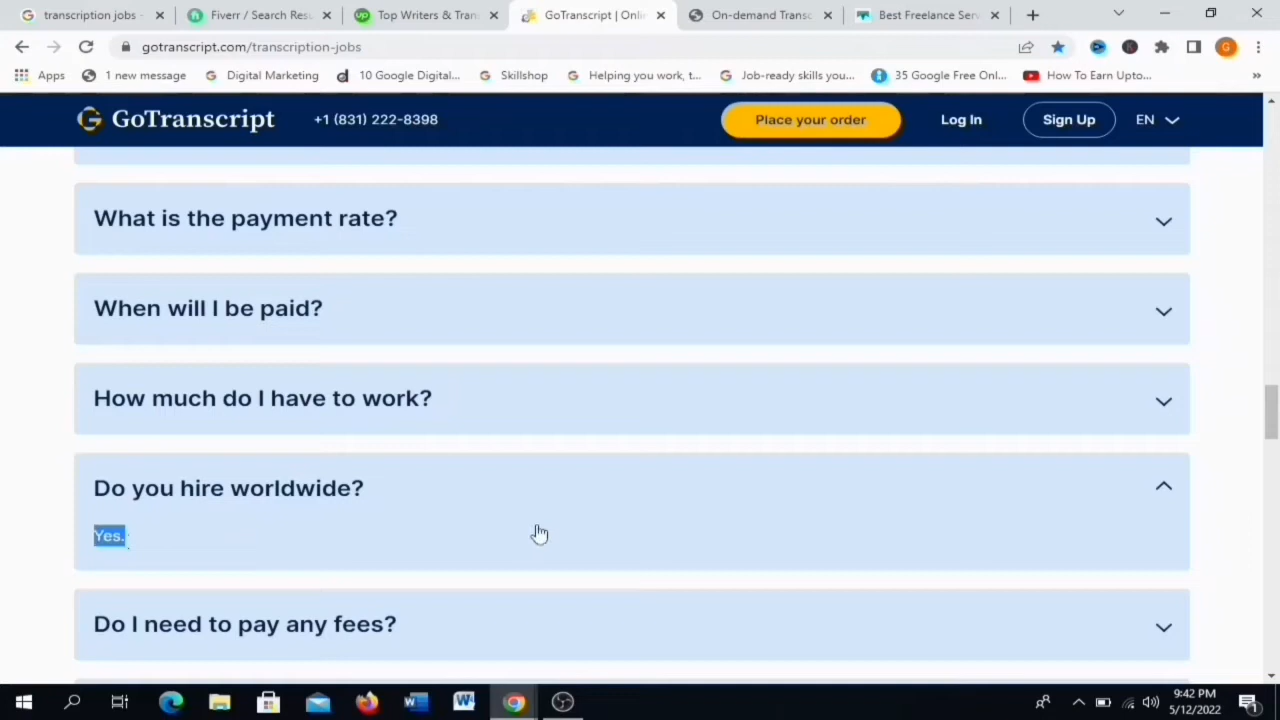 transcription jobs -
Fiverr / Search Resu
Top Writers & Tran
GoTranscript | Onli
On-demand Transc
Best Freelance Serv
gotranscript.com/transcription-jobs
Apps
1 new message
Digital Marketing
10 Google Digital...
Skillshop
Helping you work, t...
Job-ready skills you...
35 Google Free Onl...
How To Earn Upto...
»
GoTranscript
+1 (831) 222-8398
Place your order
Log In
Sign Up
EN
What is the payment rate?
When will I be paid?
How much do I have to work?
Do you hire worldwide?
Yes.
Do I need to pay any fees?
9:42 PM
5/12/2022